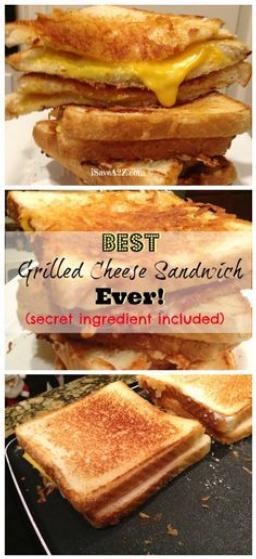 iSaveA2Z.com
BEST
Grilled Cheese Sandwich
Ever!
(secret ingredient included)